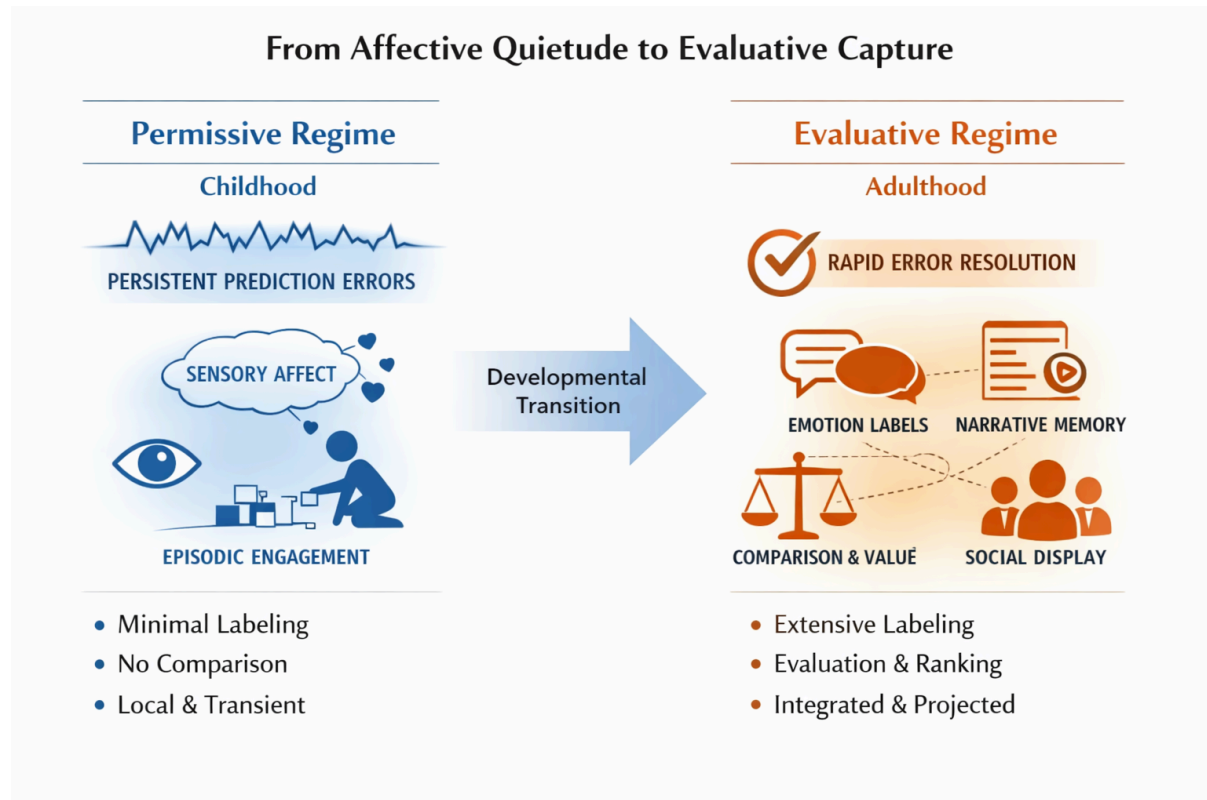 From Affective Quietude to Evaluative Capture
Permissive Regime
Childhood
PERSISTENT PREDICTION ERRORS
SENSORY AFFECT
EPISODIC ENGAGEMENT
• Minimal Labeling
• No Comparison
• Local & Transient
Developmental
Transition
Evaluative Regime
Adulthood
RAPID ERROR RESOLUTION
EMOTION LABELS
NARRATIVE MEMORY
COMPARISON & VALUE
SOCIAL DISPLAY
• Extensive Labeling
• Evaluation & Ranking
• Integrated & Projected